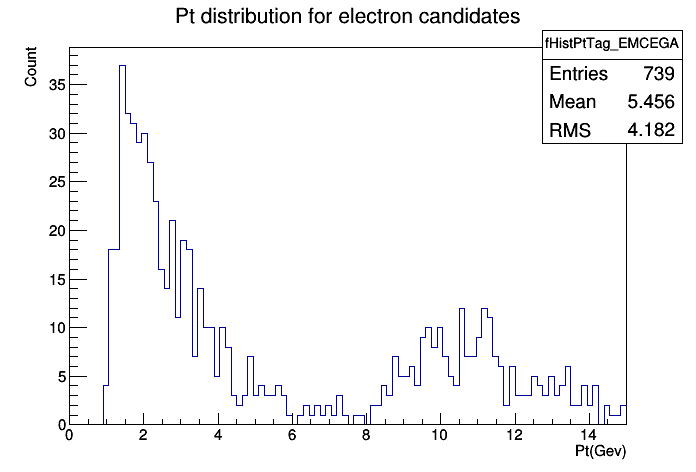 Pt distribution for electron candidates
fHistPtTag_EMCEGA
Entries 739
Mean 5.456
RMS 4.182
Count
35
30
25
20
15
10
5
0
0 2 4 6 8 10 12 14
Pt(Gev)